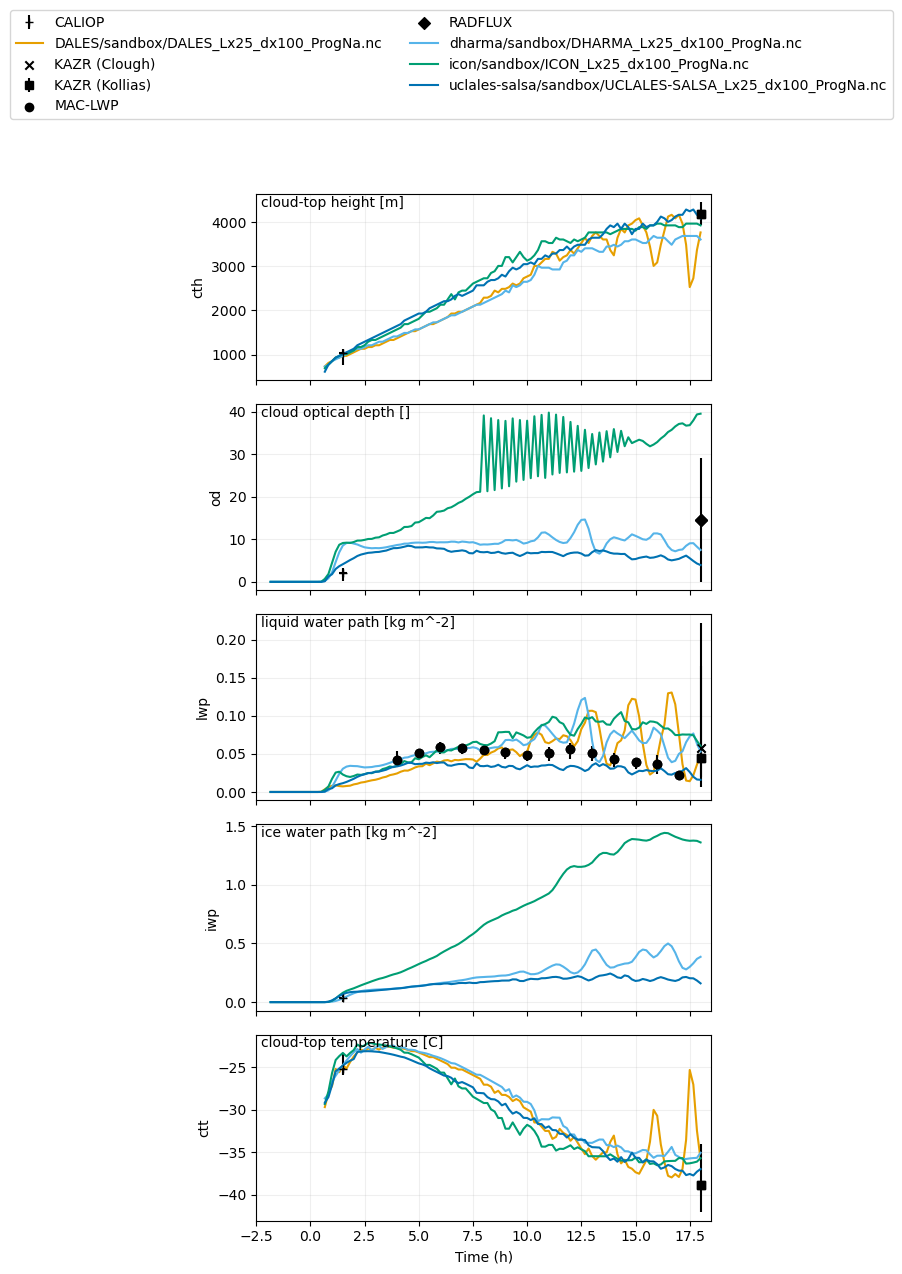 CALIOP
DALES/sandbox/DALES_Lx25_dx100_ProgNa.nc
KAZR (Clough)
KAZR (Kollias)
MAC-LWP
RADFLUX
dharma/sandbox/DHARMA_Lx25_dx100_ProgNa.nc
icon/sandbox/ICON_Lx25_dx100_ProgNa.nc
uclales-salsa/sandbox/UCLALES-SALSA_Lx25_dx100_ProgNa.nc
cloud-top height [m]
4000
3000
2000
1000
cth
cloud optical depth []
40
30
20
10
0
od
liquid water path [kg m^-2]
0.20
0.15
0.10
0.05
0.00
lwp
ice water path [kg m^-2]
1.5
1.0
0.5
0.0
iwp
cloud-top temperature [C]
−25
−30
−35
−40
ctt
−2.5 0.0 2.5 5.0 7.5 10.0 12.5 15.0 17.5
Time (h)